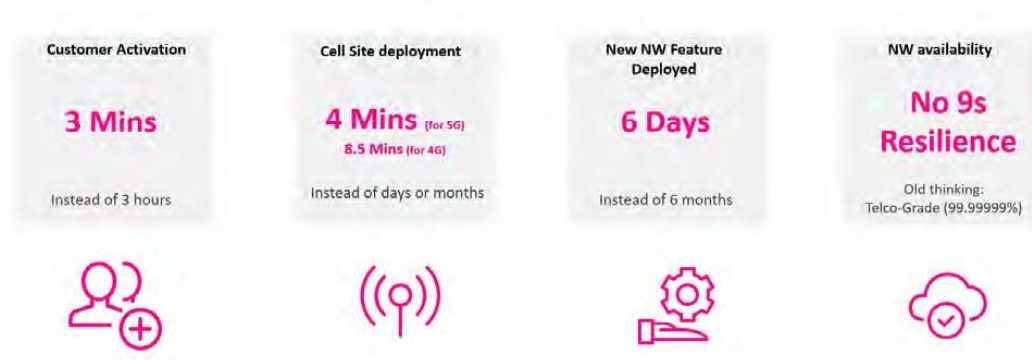 Customer Activation
3 Mins
Instead of 3 hours
Cell Site deployment
4 Mins (for 5G)
8.5 Mins (for 4G)
Instead of days or months
New NW Feature
Deployed
6 Days
Instead of 6 months
NW availability
No 9s
Resilience
Old thinking:
Telco-Grade (99.99999%)